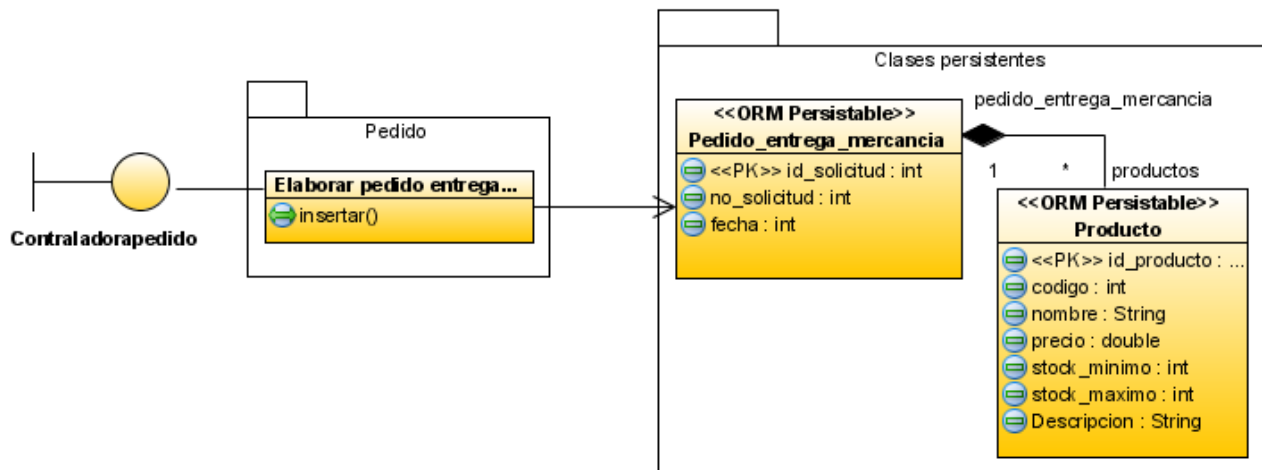 Clases persistentes
pedido_entrega_mercancia
Pedido
<<ORM Persistable>>
Pedido_entrega_mercancia
<<PK>> id_solicitud : int
no_solicitud : int
fecha : int
1
*
productos
Elaborar pedido entrega...
insertar()
Contraladorapedido
<<ORM Persistable>>
Producto
<<PK>> id_producto : ...
codigo : int
nombre : String
precio : double
stock_minimo : int
stock_maximo : int
Descripcion : String